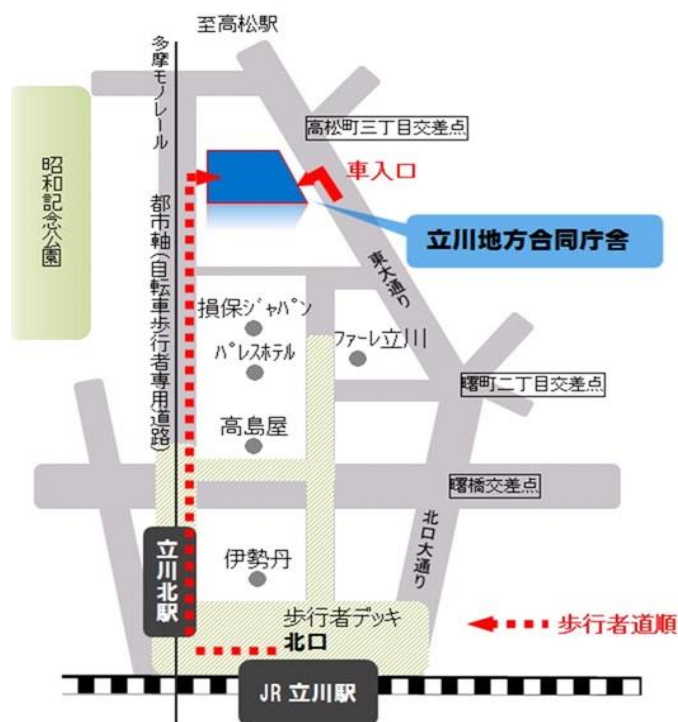 至高松駅
多摩モノレール
高松町三丁目交差点
昭和記念公園
車入口
都市軸(自転車歩行者専用道路)
立川地方合同庁舎
東大通り
損保ジャパン
ファーレ立川
パレスホテル
曙町二丁目交差点
高島屋
曙橋交差点
北口大通り
立川北駅
伊勢丹
歩行者デッキ
北口
歩行者道順
JR 立川駅